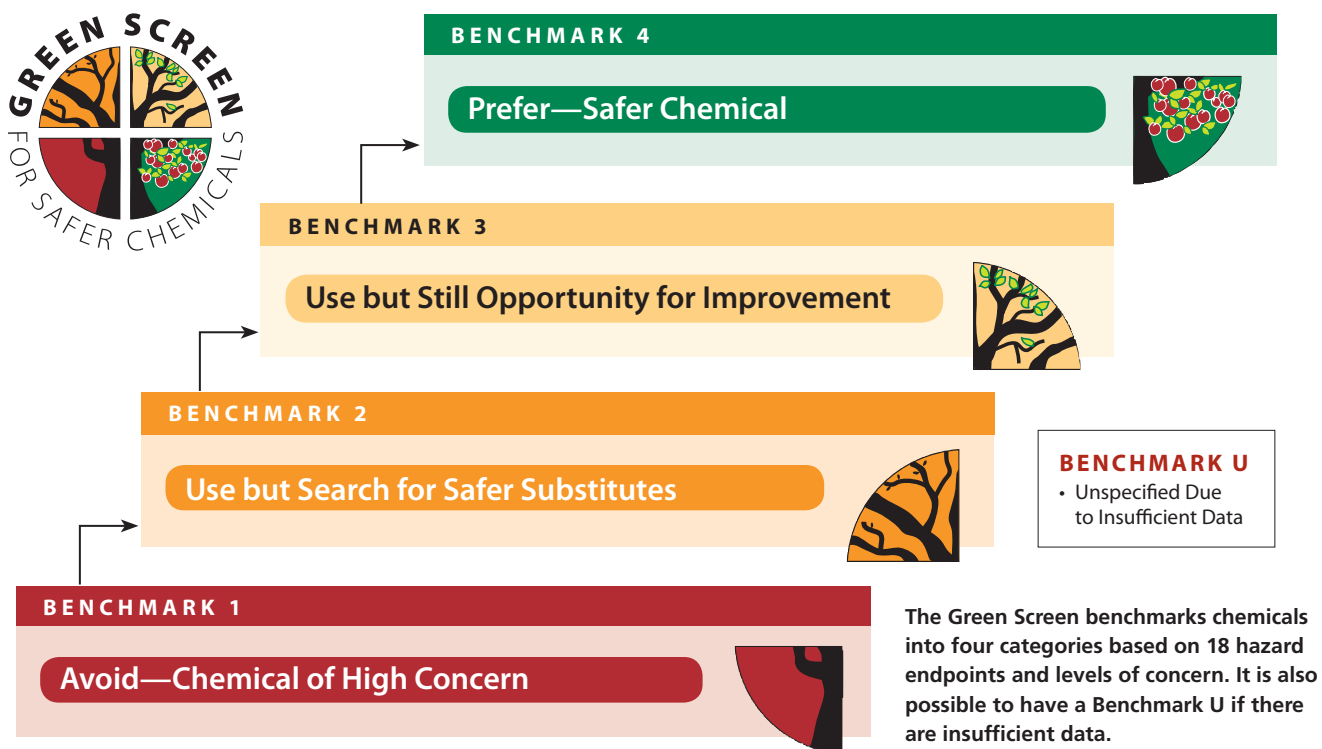 GREEN SCREEN
FOR SAFER CHEMICALS
BENCHMARK 4
Prefer—Safer Chemical
BENCHMARK 3
Use but Still Opportunity for Improvement
BENCHMARK 2
Use but Search for Safer Substitutes
BENCHMARK U
• Unspecified Due
to Insufficient Data
BENCHMARK 1
Avoid—Chemical of High Concern
The Green Screen benchmarks chemicals
into four categories based on 18 hazard
endpoints and levels of concern. It is also
possible to have a Benchmark U if there
are insufficient data.